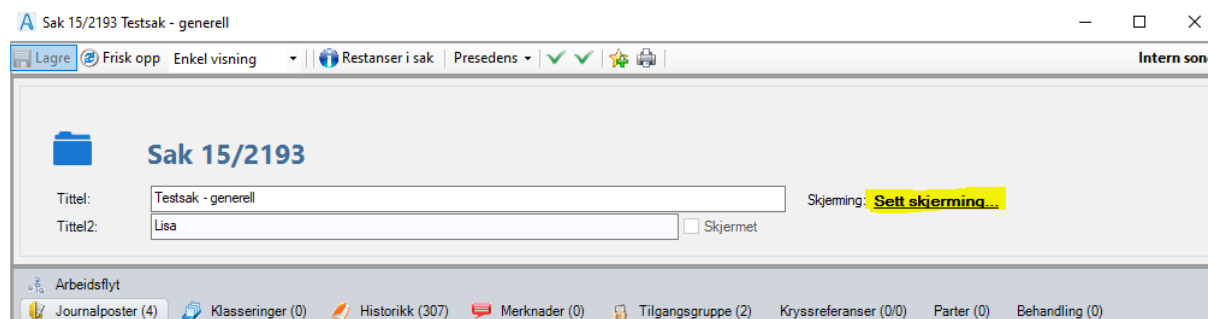 Sak 15/2193 Testsak - generell
Lagre Frisk opp Enkel visning Restanser i sak Presedens Intern son
Sak 15/2193
Tittel: Testsak - generell Skjerming: Sett skjerming...
Tittel2: Lisa Skjermet
Arbeidsflyt
Journalposter (4) Klasseringer (0) Historikk (307) Merknader (0) Tilgangsgruppe (2) Kryssreferanser (0/0) Parter (0) Behandling (0)